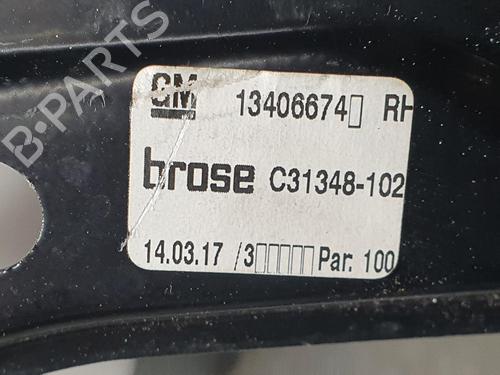 B-PARTS
GM 13406674▯ RH
brose C31348-102
14.03.17 /3▯▯▯▯▯ Par. 100